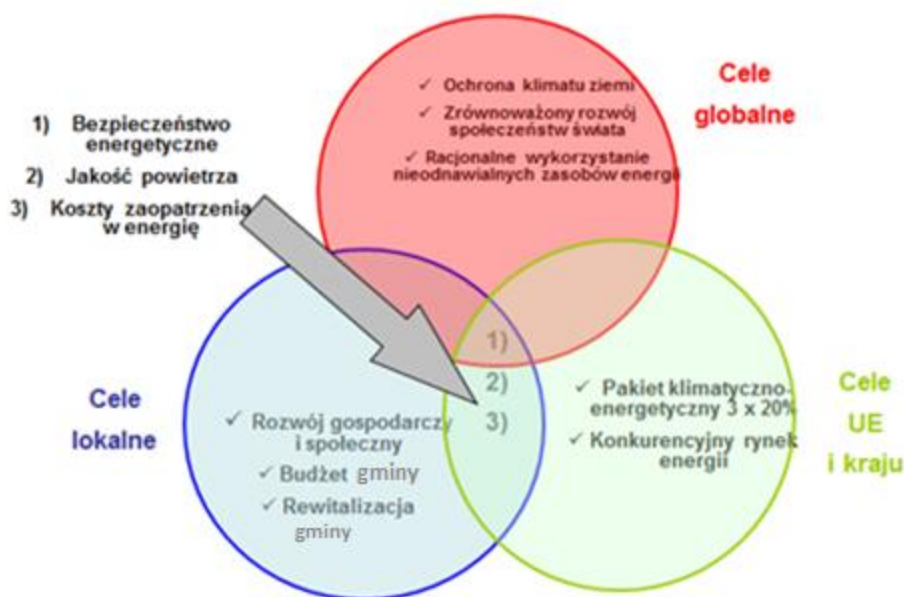 Cele
globalne
✓ Ochrona klimatu ziemi
✓ Zrównoważony rozwój
społeczeństw świata
✓ Racjonalne wykorzystanie
nieodnawialnych zasobów energii
1) Bezpieczeństwo
energetyczne
2) Jakość powietrza
3) Koszty zaopatrzenia
w energię
1)
2)
3)
Cele
lokalne
✓ Rozwój gospodarczy
i społeczny
✓ Budżet gminy
✓ Rewitalizacja
gminy
✓ Pakiet klimatyczno-
energetyczny 3 x 20%
✓ Konkurencyjny rynek
energii
Cele
UE
i kraju